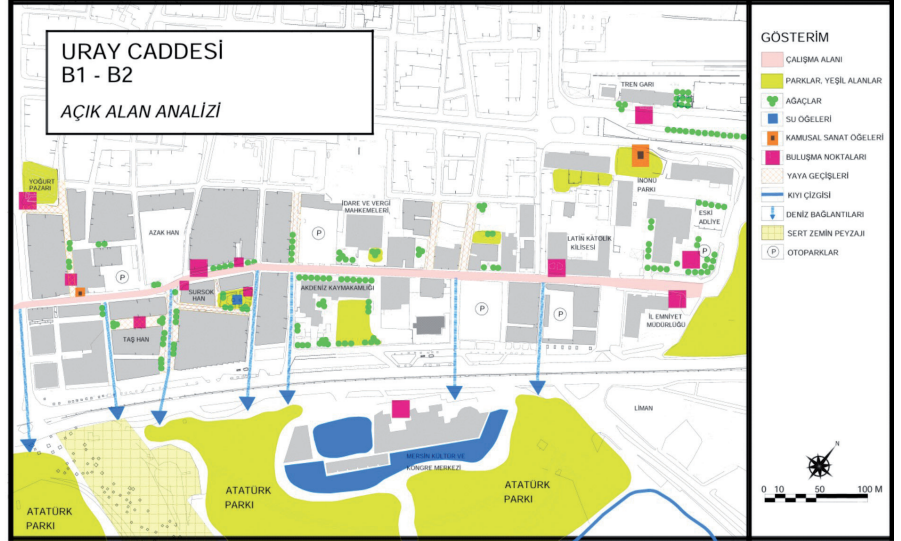 URAY CADDESİ
B1 - B2
AÇIK ALAN ANALİZİ
TREN GARI
YOĞURT
PAZARI
İNÖNÜ
PARKI
İDARE VE VERGİ
MAHKEMELERİ
ESKİ
ADLİYE
AZAK HAN
P
LATİN KATOLİK
KİLİSESİ
P
P
SURSOK
HAN
AKDENİZ KAYMAKAMLIĞI
P
P
İL EMNİYET
MÜDÜRLÜĞÜ
TAŞ HAN
LİMAN
MERSİN KÜLTÜR VE
KONGRE MERKEZİ
ATATÜRK
PARKI
ATATÜRK
PARKI
ATATÜRK
PARKI
GÖSTERİM
ÇALIŞMA ALANI
PARKLAR, YEŞİL ALANLAR
AĞAÇLAR
SU ÖĞELERİ
KAMUSAL SANAT ÖĞELERİ
BULUŞMA NOKTALARI
YAYA GEÇİŞLERİ
KIYI ÇİZGİSİ
DENİZ BAĞLANTILARI
SERT ZEMİN PEYZAJI
P OTOPARKLAR
N
0 10 50 100 M